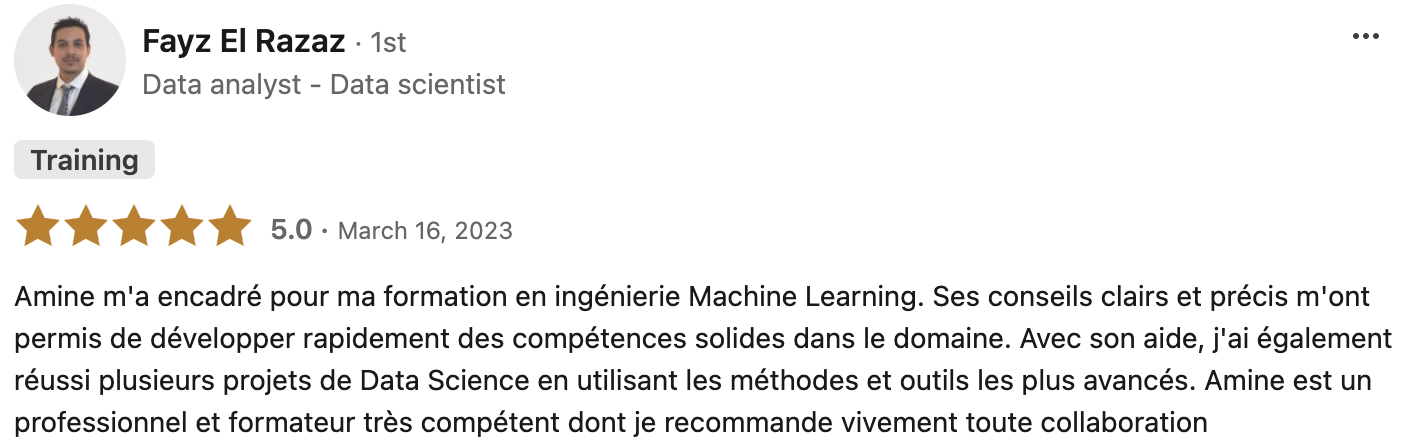 Fayz El Razaz · 1st
Data analyst - Data scientist
Training
5.0 · March 16, 2023
Amine m'a encadré pour ma formation en ingénierie Machine Learning. Ses conseils clairs et précis m'ont
permis de développer rapidement des compétences solides dans le domaine. Avec son aide, j'ai également
réussi plusieurs projets de Data Science en utilisant les méthodes et outils les plus avancés. Amine est un
professionnel et formateur très compétent dont je recommande vivement toute collaboration